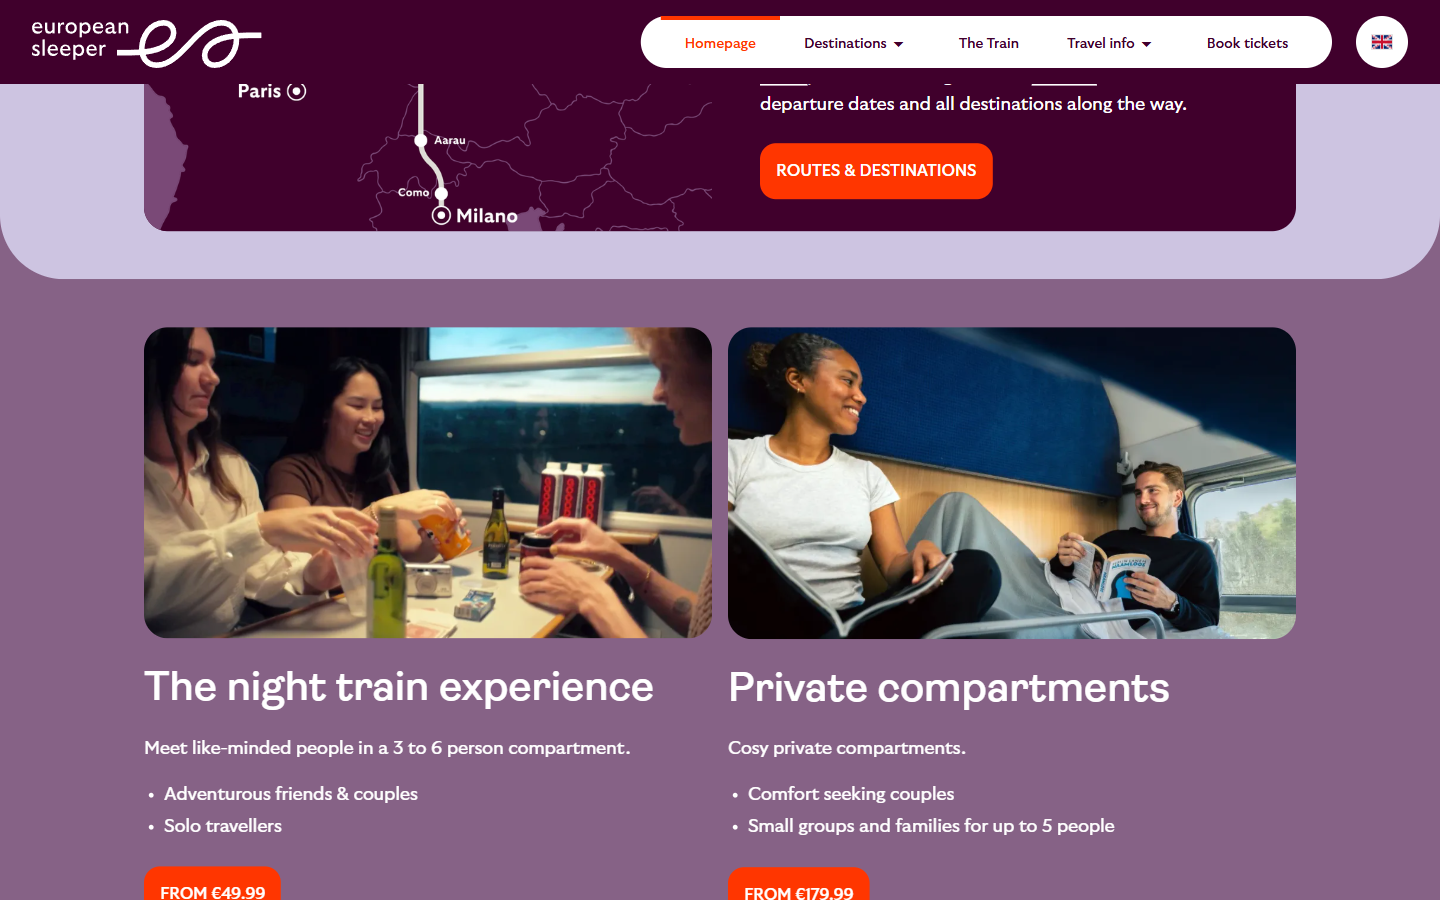 european
sleeper
Homepage
Destinations
The Train
Travel info
Book tickets
Paris
Aarau
Como
Milano
departure dates and all destinations along the way.
ROUTES & DESTINATIONS
The night train experience
Meet like-minded people in a 3 to 6 person compartment.
• Adventurous friends & couples
• Solo travellers
FROM €49.99
Private compartments
Cosy private compartments.
• Comfort seeking couples
• Small groups and families for up to 5 people
FROM €179.99